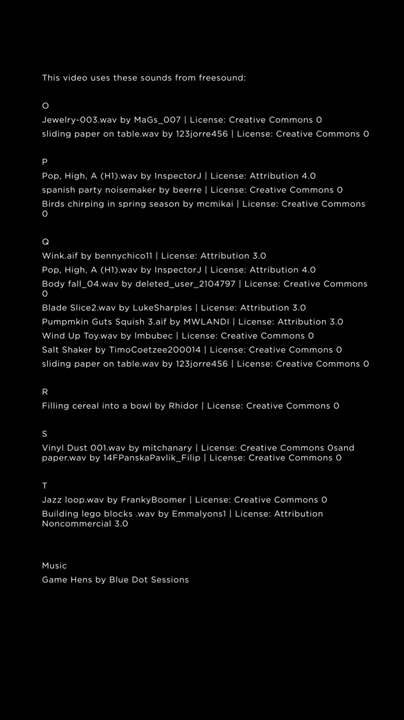 This video uses these sounds from freesound:
O
Jewelry-003.wav by MaGs_007 | License: Creative Commons 0
sliding paper on table.wav by 123jorre456 | License: Creative Commons 0
P
Pop, High, A (H1).wav by InspectorJ | License: Attribution 4.0
spanish party noisemaker by beerre | License: Creative Commons 0
Birds chirping in spring season by mcmikai | License: Creative Commons
0
Q
Wink.aif by bennychico11 | License: Attribution 3.0
Pop, High, A (H1).wav by InspectorJ | License: Attribution 4.0
Body fall_04.wav by deleted_user_2104797 | License: Creative Commons
0
Blade Slice2.wav by LukeSharples | License: Attribution 3.0
Pumpmkin Guts Squish 3.aif by MWLANDI | License: Attribution 3.0
Wind Up Toy.wav by lmbubec | License: Creative Commons 0
Salt Shaker by TimoCoetzee200014 | License: Creative Commons 0
sliding paper on table.wav by 123jorre456 | License: Creative Commons 0
R
Filling cereal into a bowl by Rhidor | License: Creative Commons 0
S
Vinyl Dust 001.wav by mitchanary | License: Creative Commons 0sand
paper.wav by 14FPanskaPavlik_Filip | License: Creative Commons 0
T
Jazz loop.wav by FrankyBoomer | License: Creative Commons 0
Building lego blocks .wav by Emmalyons1 | License: Attribution
Noncommercial 3.0
Music
Game Hens by Blue Dot Sessions